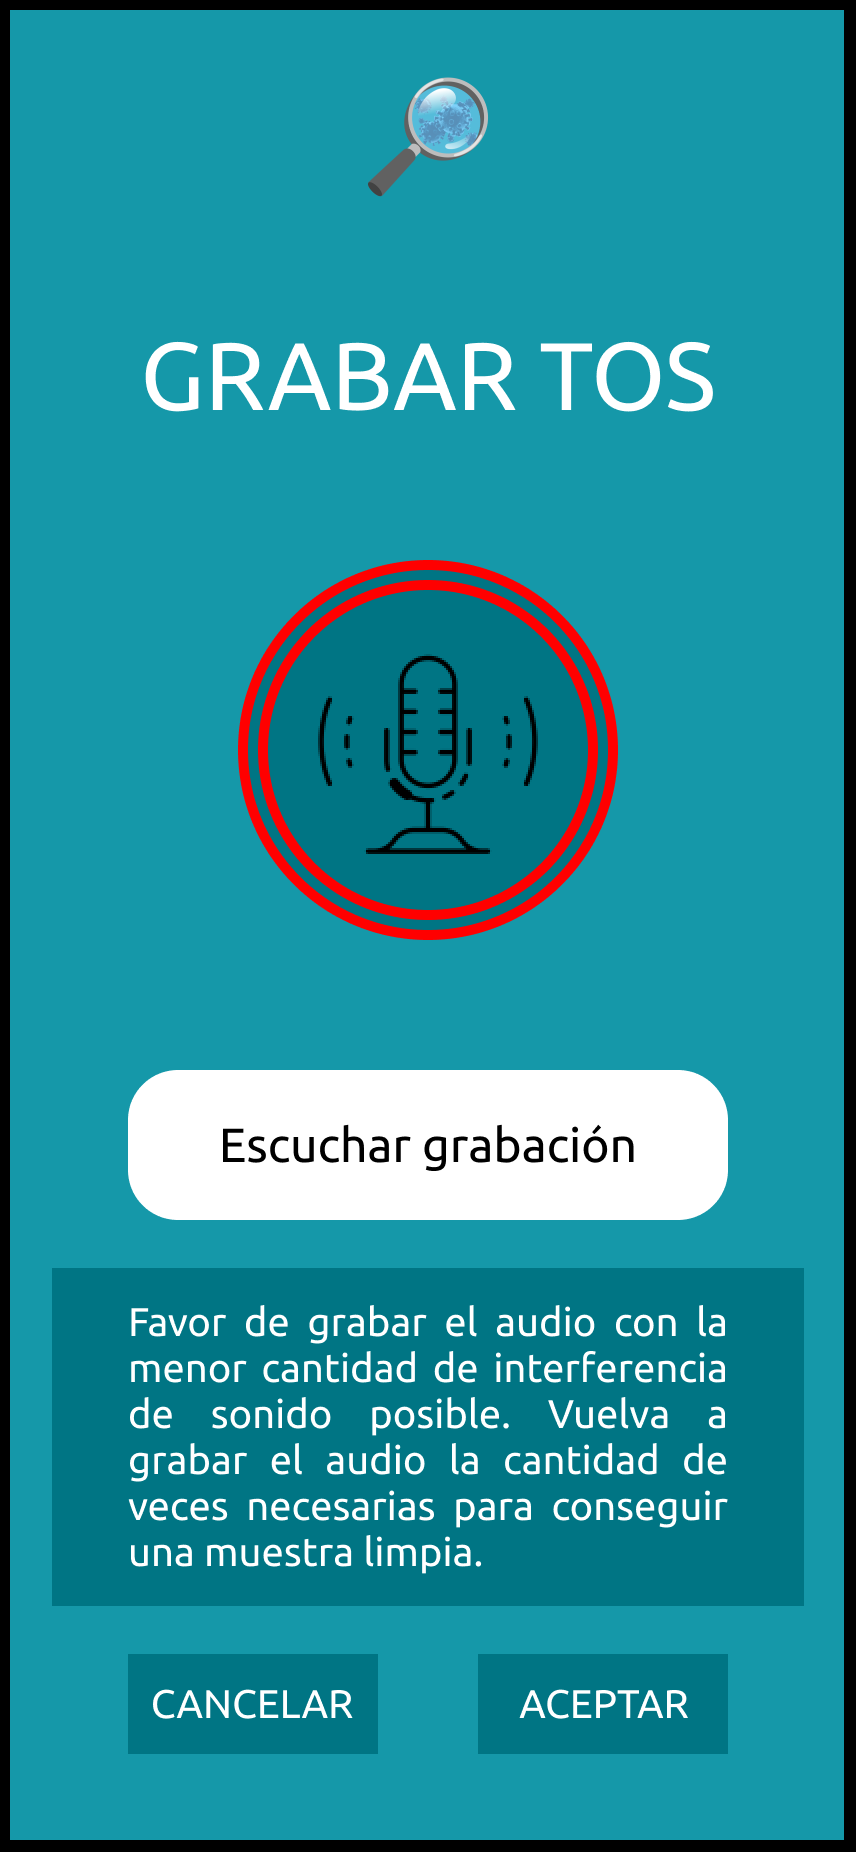 GRABAR TOS
Escuchar grabación
Favor de grabar el audio con la
menor cantidad de interferencia
de sonido posible. Vuelva a
grabar el audio la cantidad de
veces necesarias para conseguir
una muestra limpia.
CANCELAR
ACEPTAR